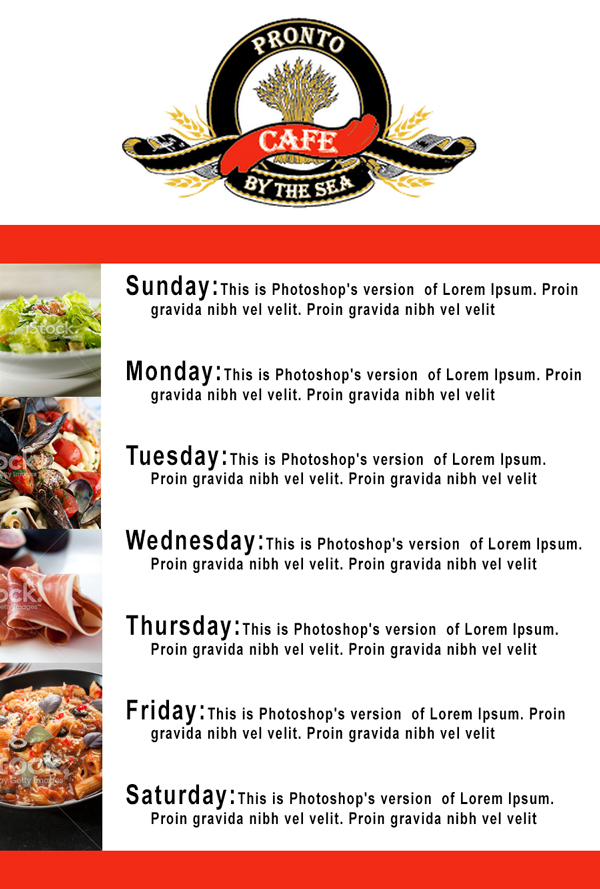 PRONTO
CAFE
BY THE SEA
Sunday:This is Photoshop's version of Lorem Ipsum. Proin
gravida nibh vel velit. Proin gravida nibh vel velit
iStock.
Monday:This is Photoshop's version of Lorem Ipsum. Proin
gravida nibh vel velit. Proin gravida nibh vel velit
Tuesday:This is Photoshop's version of Lorem Ipsum.
Proin gravida nibh vel velit. Proin gravida nibh vel velit
Wednesday:This is Photoshop's version of Lorem Ipsum.
Proin gravida nibh vel velit. Proin gravida nibh vel velit
Thursday:This is Photoshop's version of Lorem Ipsum.
Proin gravida nibh vel velit. Proin gravida nibh vel velit
Friday:This is Photoshop's version of Lorem Ipsum. Proin
gravida nibh vel velit. Proin gravida nibh vel velit
by Getty Images
Saturday:This is Photoshop's version of Lorem Ipsum.
Proin gravida nibh vel velit. Proin gravida nibh vel velit